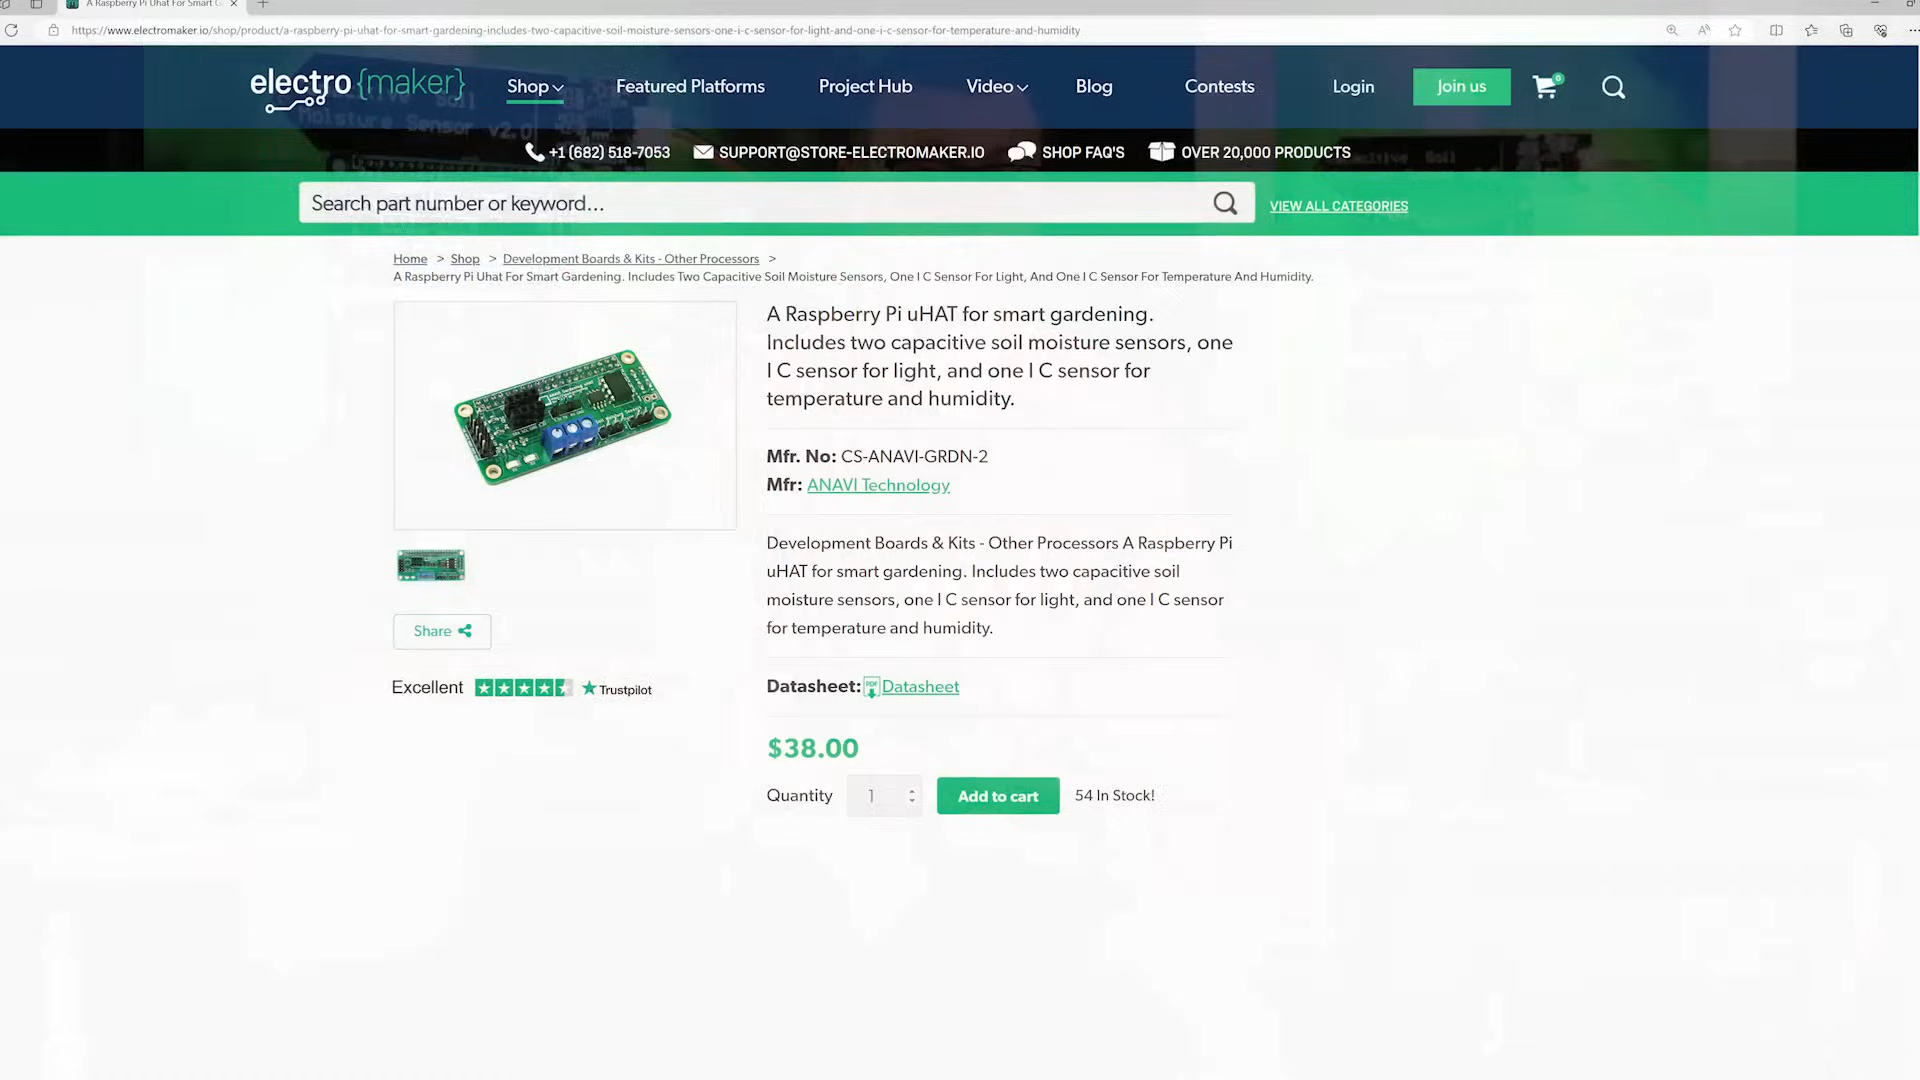 A Raspberry Pi Uhat For Smart G
https://www.electromaker.io/shop/product/a-raspberry-pi-uhat-for-smart-gardening-includes-two-capacitive-soil-moisture-sensors-one-i-c-sensor-for-light-and-one-i-c-sensor-for-temperature-and-humidity
electro{maker}
Shop
Featured Platforms
Project Hub
Video
Blog
Contests
Login
Join us
0
Moisture Sensor v2.0
+1 (682) 518-7053
SUPPORT@STORE-ELECTROMAKER.IO
SHOP FAQ'S
OVER 20,000 PRODUCTS
Search part number or keyword...
VIEW ALL CATEGORIES
Home > Shop > Development Boards & Kits - Other Processors >
A Raspberry Pi Uhat For Smart Gardening. Includes Two Capacitive Soil Moisture Sensors, One I C Sensor For Light, And One I C Sensor For Temperature And Humidity.
A Raspberry Pi uHAT for smart gardening.
Includes two capacitive soil moisture sensors, one
I C sensor for light, and one I C sensor for
temperature and humidity.
Mfr. No: CS-ANAVI-GRDN-2
Mfr: ANAVI Technology
Development Boards & Kits - Other Processors A Raspberry Pi
uHAT for smart gardening. Includes two capacitive soil
moisture sensors, one I C sensor for light, and one I C sensor
for temperature and humidity.
Share
Excellent
Trustpilot
Datasheet: PDF Datasheet
$38.00
Quantity 1 Add to cart 54 In Stock!